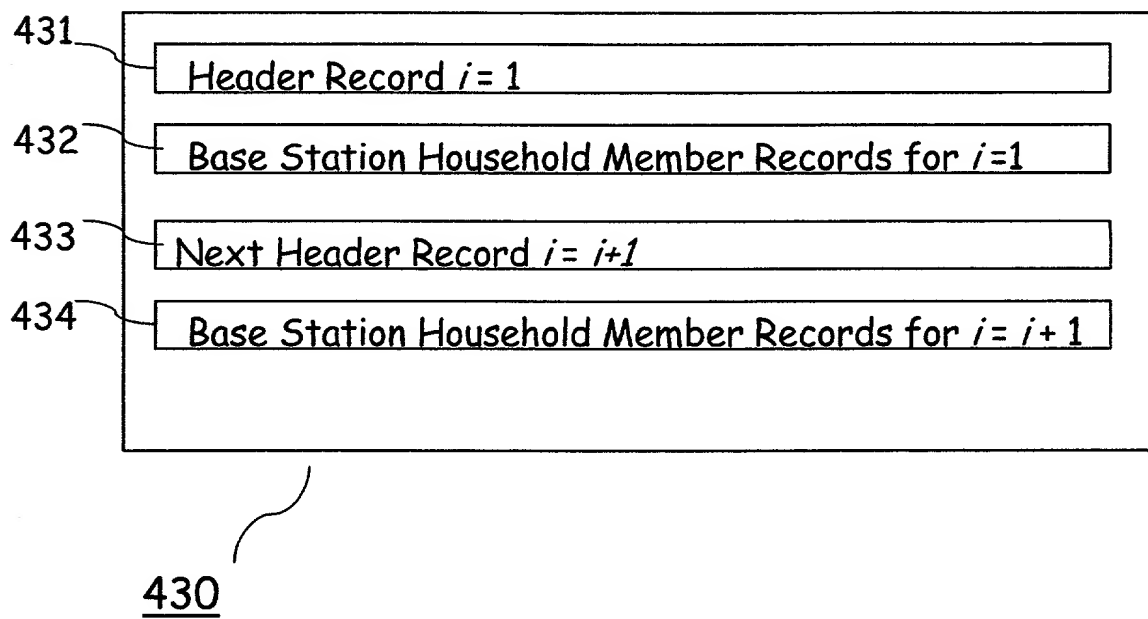 431
Header Record i = 1
432
Base Station Household Member Records for i =1
433
Next Header Record i = i+1
434
Base Station Household Member Records for i = i + 1
430